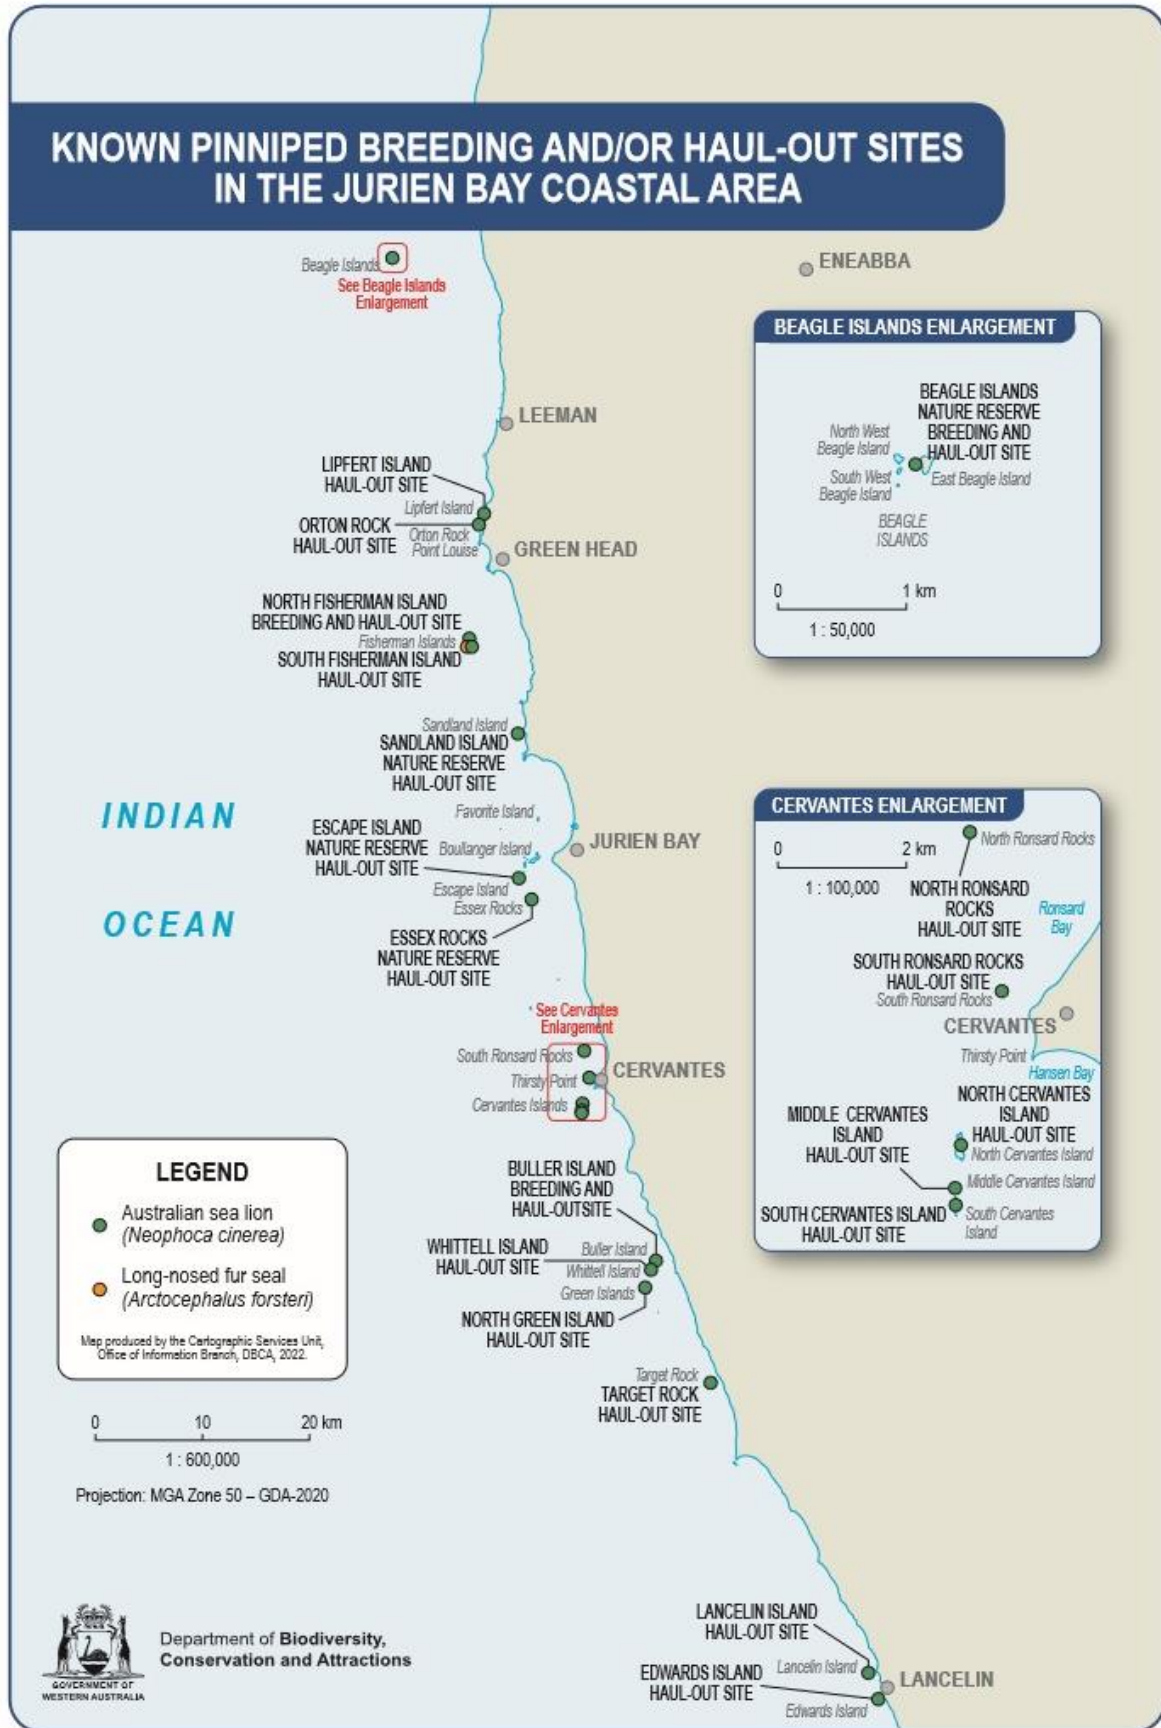 KNOWN PINNIPED BREEDING AND/OR HAUL-OUT SITES
IN THE JURIEN BAY COASTAL AREA
Beagle Islands
See Beagle Islands
Enlargement
ENEABBA
BEAGLE ISLANDS ENLARGEMENT
BEAGLE ISLANDS
NATURE RESERVE
BREEDING AND
HAUL-OUT SITE
North West
Beagle Island
South West
Beagle Island
East Beagle Island
BEAGLE
ISLANDS
0 1 km
1 : 50,000
LEEMAN
LIPFERT ISLAND
HAUL-OUT SITE
Lipfert Island
ORTON ROCK
HAUL-OUT SITE
Orton Rock
Point Louise
GREEN HEAD
NORTH FISHERMAN ISLAND
BREEDING AND HAUL-OUT SITE
Fisherman Islands
SOUTH FISHERMAN ISLAND
HAUL-OUT SITE
Sandland Island
SANDLAND ISLAND
NATURE RESERVE
HAUL-OUT SITE
INDIAN
OCEAN
Favorite Island
ESCAPE ISLAND
NATURE RESERVE
HAUL-OUT SITE
Boullanger Island
JURIEN BAY
Escape Island
Essex Rocks
ESSEX ROCKS
NATURE RESERVE
HAUL-OUT SITE
CERVANTES ENLARGEMENT
0 2 km
1 : 100,000
North Ronsard Rocks
NORTH RONSARD
ROCKS
HAUL-OUT SITE
Ronsard
Bay
SOUTH RONSARD ROCKS
HAUL-OUT SITE
South Ronsard Rocks
CERVANTES
Thirsty Point
Hansen Bay
NORTH CERVANTES
ISLAND
HAUL-OUT SITE
North Cervantes Island
MIDDLE CERVANTES
ISLAND
HAUL-OUT SITE
Middle Cervantes Island
SOUTH CERVANTES ISLAND
HAUL-OUT SITE
South Cervantes
Island
See Cervantes
Enlargement
South Ronsard Rocks
Thirsty Point
CERVANTES
Cervantes Islands
BULLER ISLAND
BREEDING AND
HAUL-OUTSITE
WHITTELL ISLAND
HAUL-OUT SITE
Buller Island
Whittell Island
Green Islands
NORTH GREEN ISLAND
HAUL-OUT SITE
Target Rock
TARGET ROCK
HAUL-OUT SITE
LEGEND
Australian sea lion
(Neophoca cinerea)
Long-nosed fur seal
(Arctocephalus forsteri)
Map produced by the Cartographic Services Unit,
Office of Information Branch, DBCA, 2022.
0 10 20 km
1 : 600,000
Projection: MGA Zone 50 – GDA-2020
LANCELIN ISLAND
HAUL-OUT SITE
Lancelin Island
LANCELIN
EDWARDS ISLAND
HAUL-OUT SITE
Edwards Island
GOVERNMENT OF
WESTERN AUSTRALIA
Department of Biodiversity,
Conservation and Attractions